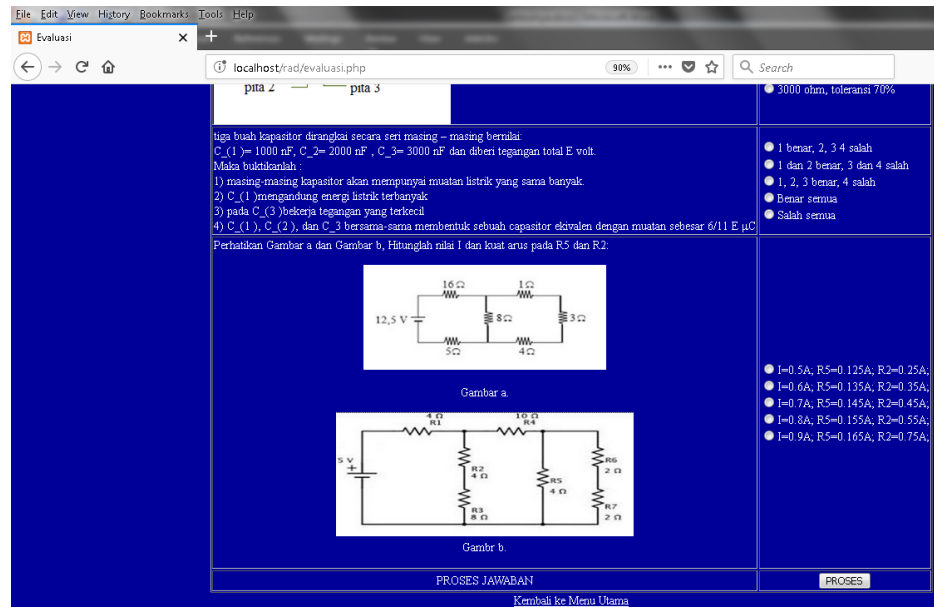 File Edit View History Bookmarks Tools Help
Evaluasi
localhost/rad/evaluasi.php
90%
Search
pita 2
pita 3
3000 ohm, toleransi 70%
tiga buah kapasitor dirangkai secara seri masing – masing bernilai:
C_(1 )= 1000 nF, C_2= 2000 nF , C_3= 3000 nF dan diberi tegangan total E volt.
Maka buktikanlah :
1) masing-masing kapasitor akan mempunyai muatan listrik yang sama banyak.
2) C_(1 )mengandung energi listrik terbanyak
3) pada C_(3 )bekerja tegangan yang terkecil
4) C_(1 ), C_(2 ), dan C_3 bersama-sama membentuk sebuah capasitor ekivalen dengan muatan sebesar 6/11 E μC
1 benar, 2, 3 4 salah
1 dan 2 benar, 3 dan 4 salah
1, 2, 3 benar, 4 salah
Benar semua
Salah semua
Perhatikan Gambar a dan Gambar b, Hitunglah nilai I dan kuat arus pada R5 dan R2:
16 Ω
1 Ω
12,5 V
8 Ω
3 Ω
5 Ω
4 Ω
Gambar a.
4 Ω
R1
10 Ω
R4
5 V
+
R2
4 Ω
R3
8 Ω
R5
4 Ω
R6
2 Ω
R7
2 Ω
Gambr b.
I=0.5A; R5=0.125A; R2=0.25A;
I=0.6A; R5=0.135A; R2=0.35A;
I=0.7A; R5=0.145A; R2=0.45A;
I=0.8A; R5=0.155A; R2=0.55A;
I=0.9A; R5=0.165A; R2=0.75A;
PROSES JAWABAN
PROSES
Kembali ke Menu Utama